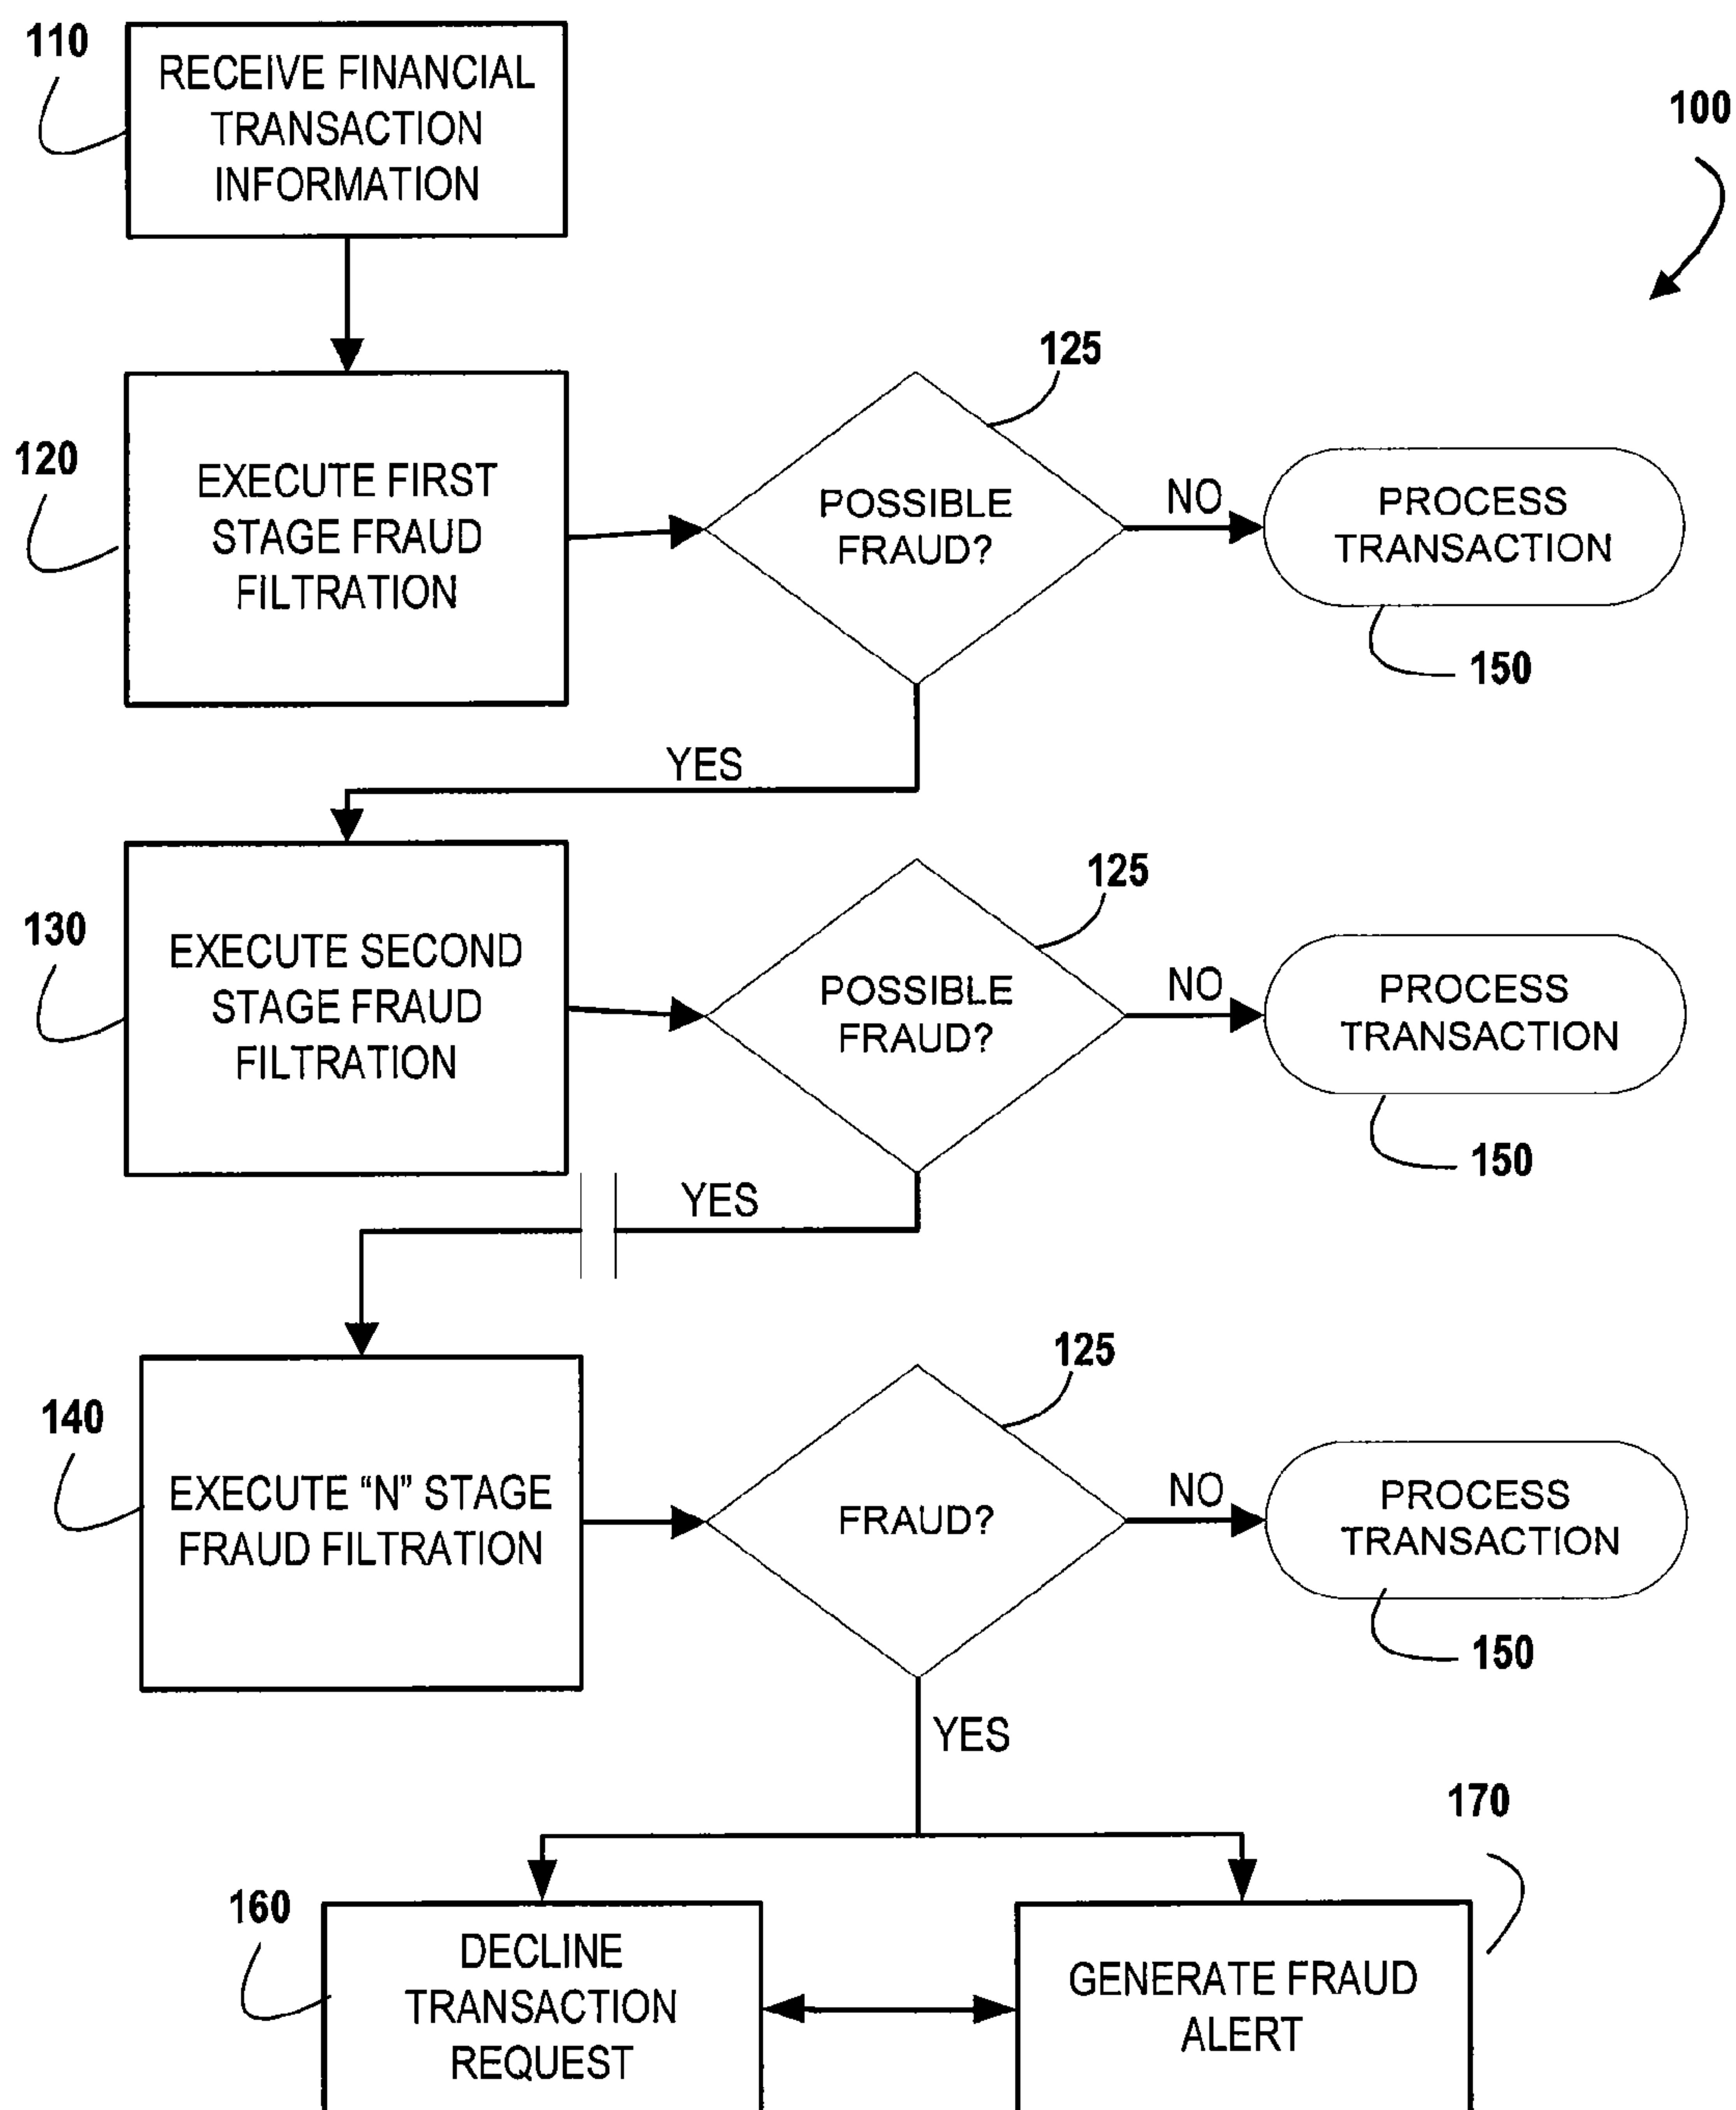 110
RECEIVE FINANCIAL
TRANSACTION
INFORMATION
100
125
120
EXECUTE FIRST
STAGE FRAUD
FILTRATION
POSSIBLE
FRAUD?
NO
PROCESS
TRANSACTION
150
YES
125
130
EXECUTE SECOND
STAGE FRAUD
FILTRATION
POSSIBLE
FRAUD?
NO
PROCESS
TRANSACTION
150
YES
125
140
EXECUTE “N” STAGE
FRAUD FILTRATION
FRAUD?
NO
PROCESS
TRANSACTION
150
YES
170
160
DECLINE
TRANSACTION
REQUEST
GENERATE FRAUD
ALERT